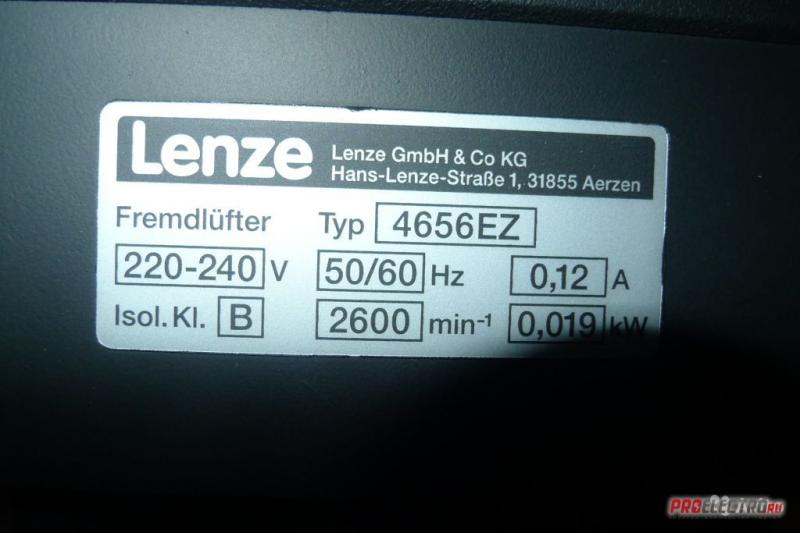 Lenze
Lenze GmbH & Co KG
Hans-Lenze-Straße 1, 31855 Aerzen
Fremdlüfter Typ 4656EZ
220-240 V 50/60 Hz 0,12 A
Isol. Kl. B 2600 min⁻¹ 0,019 kW
PROELECTRO.RU